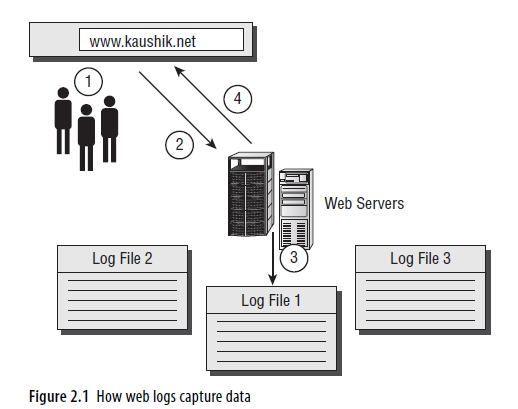 www.kaushik.net
1
4
2
Web Servers
3
Log File 2
Log File 3
Log File 1
Figure 2.1 How web logs capture data